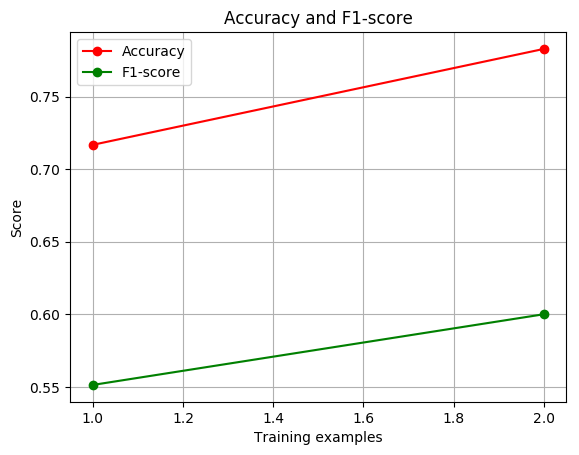 Accuracy and F1-score
Accuracy
F1-score
0.75
0.70
0.65
0.60
0.55
Score
1.0 1.2 1.4 1.6 1.8 2.0
Training examples